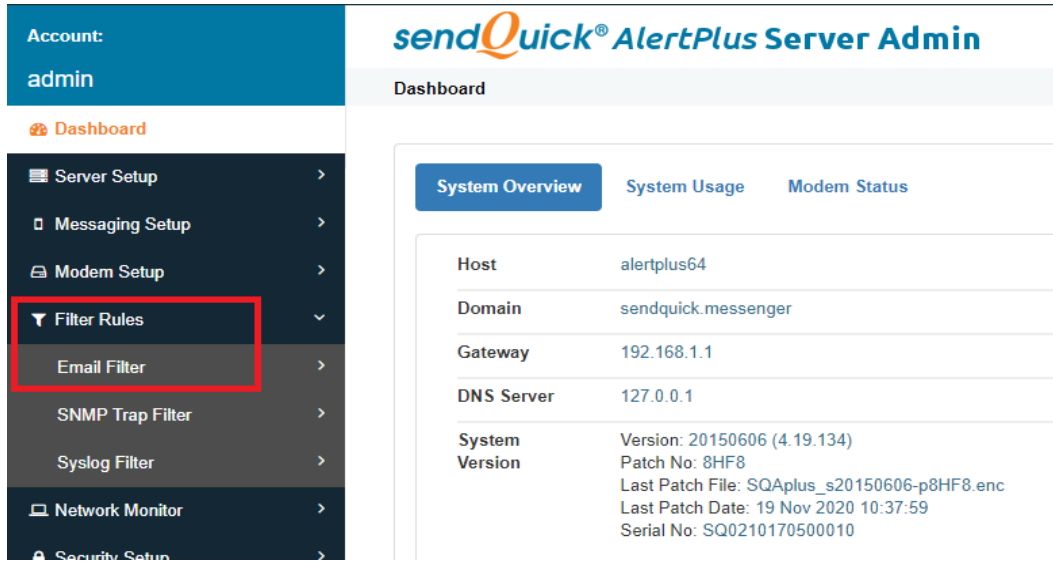 Account:
admin
Dashboard
Server Setup
Messaging Setup
Modem Setup
Filter Rules
Email Filter
SNMP Trap Filter
Syslog Filter
Network Monitor
Security Setup
sendQuick® AlertPlus Server Admin
Dashboard
System Overview System Usage Modem Status
Host alertplus64
Domain sendquick.messenger
Gateway 192.168.1.1
DNS Server 127.0.0.1
System Version: 20150606 (4.19.134)
Version Patch No: 8HF8
Last Patch File: SQAplus_s20150606-p8HF8.enc
Last Patch Date: 19 Nov 2020 10:37:59
Serial No: SQ0210170500010